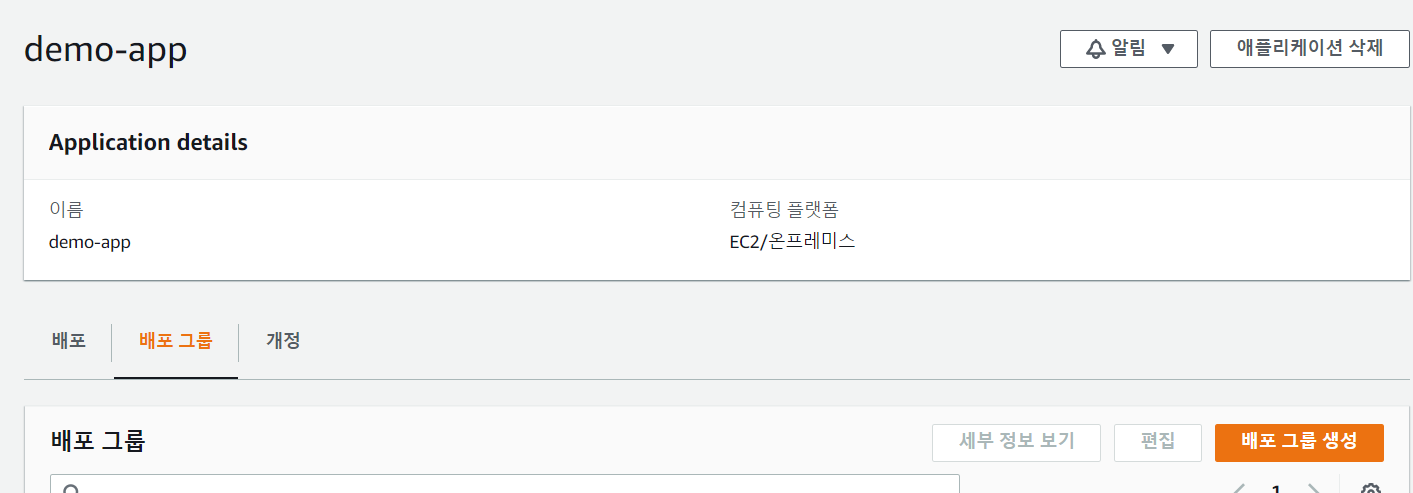 demo-app
알림
애플리케이션 삭제
Application details
이름
컴퓨팅 플랫폼
demo-app
EC2/온프레미스
배포
배포 그룹
개정
배포 그룹
세부 정보 보기
편집
배포 그룹 생성
1